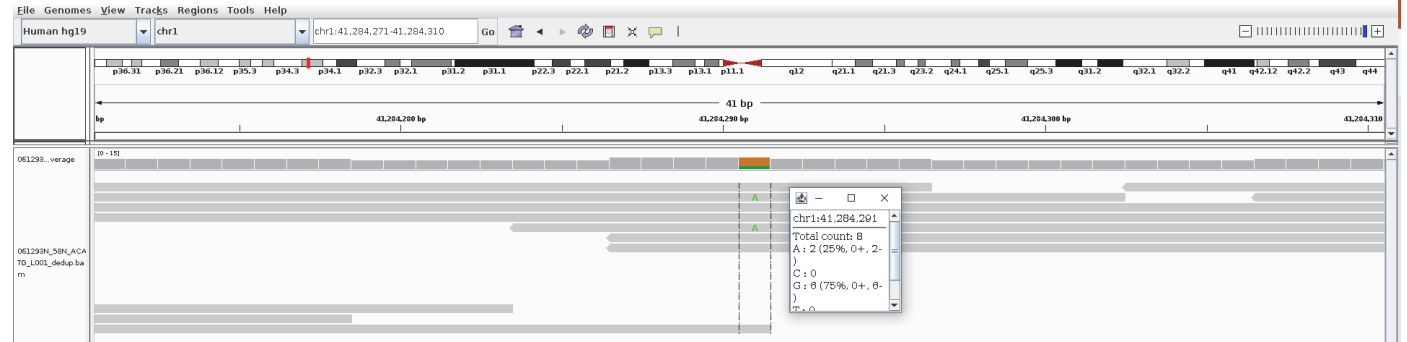 File Genomes View Tracks Regions Tools Help
Human hg19 chr1 chr1:41,284,271-41,284,310 Go
p36.31 p36.21 p36.12 p35.3 p34.3 p34.1 p32.3 p32.1 p31.2 p31.1 p22.3 p22.1 p21.2 p13.3 p13.1 p11.1 q12 q21.1 q21.3 q23.2 q24.1 q25.1 q25.3 q31.2 q32.1 q32.2 q41 q42.12 q42.2 q43 q44
41 bp
bp 41,284,280 bp 41,284,290 bp 41,284,300 bp 41,284,310
[0 - 15]
061293...verage
A
A
chr1:41,284,291
Total count: 8
A : 2 (25%, 0+, 2-
)
C : 0
G : 6 (75%, 0+, 6-
)
T : 0
061293N_58N_ACA
TG_L001_dedup.ba
m